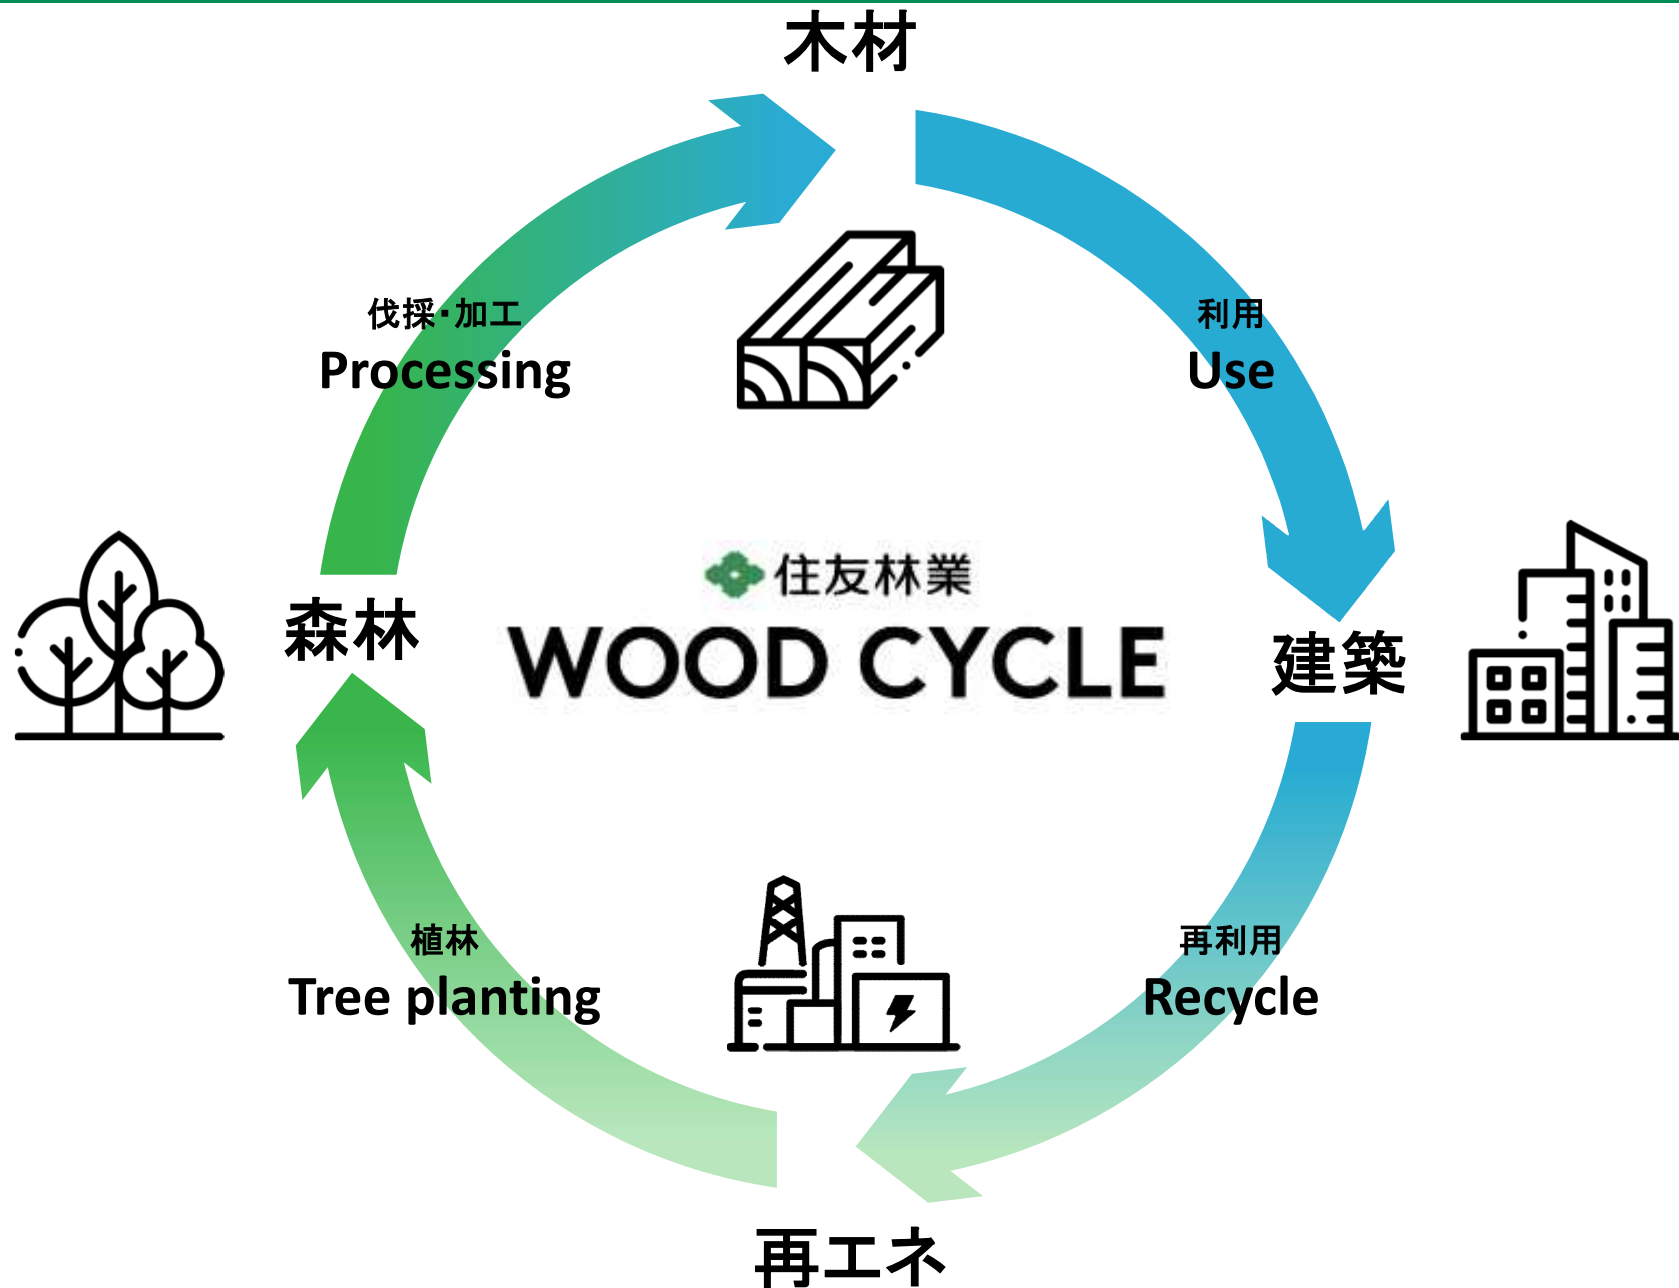 木材
伐採・加工
Processing
利用
Use
住友林業
WOOD CYCLE
森林
建築
植林
Tree planting
再利用
Recycle
再エネ